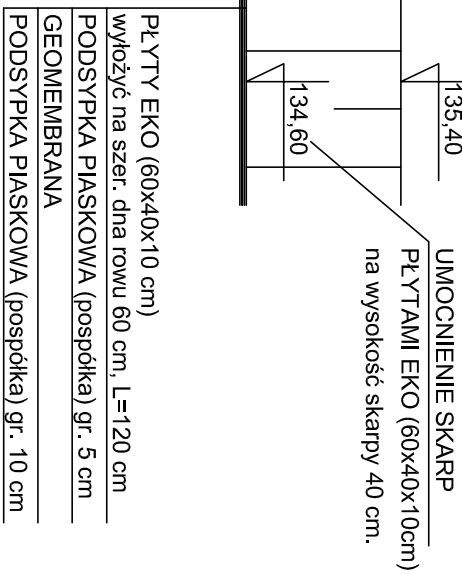 135,40
134,60
UMOCNIENIE SKARP
PŁYTAMI EKO (60x40x10cm)
na wysokość skarpy 40 cm.
PŁYTY EKO (60x40x10 cm)
wyłożyć na szer. dna rowu 60 cm, L=120 cm
PODSYPKA PIASKOWA (pospółka) gr. 5 cm
GEOMEMBRANA
PODSYPKA PIASKOWA (pospółka) gr. 10 cm